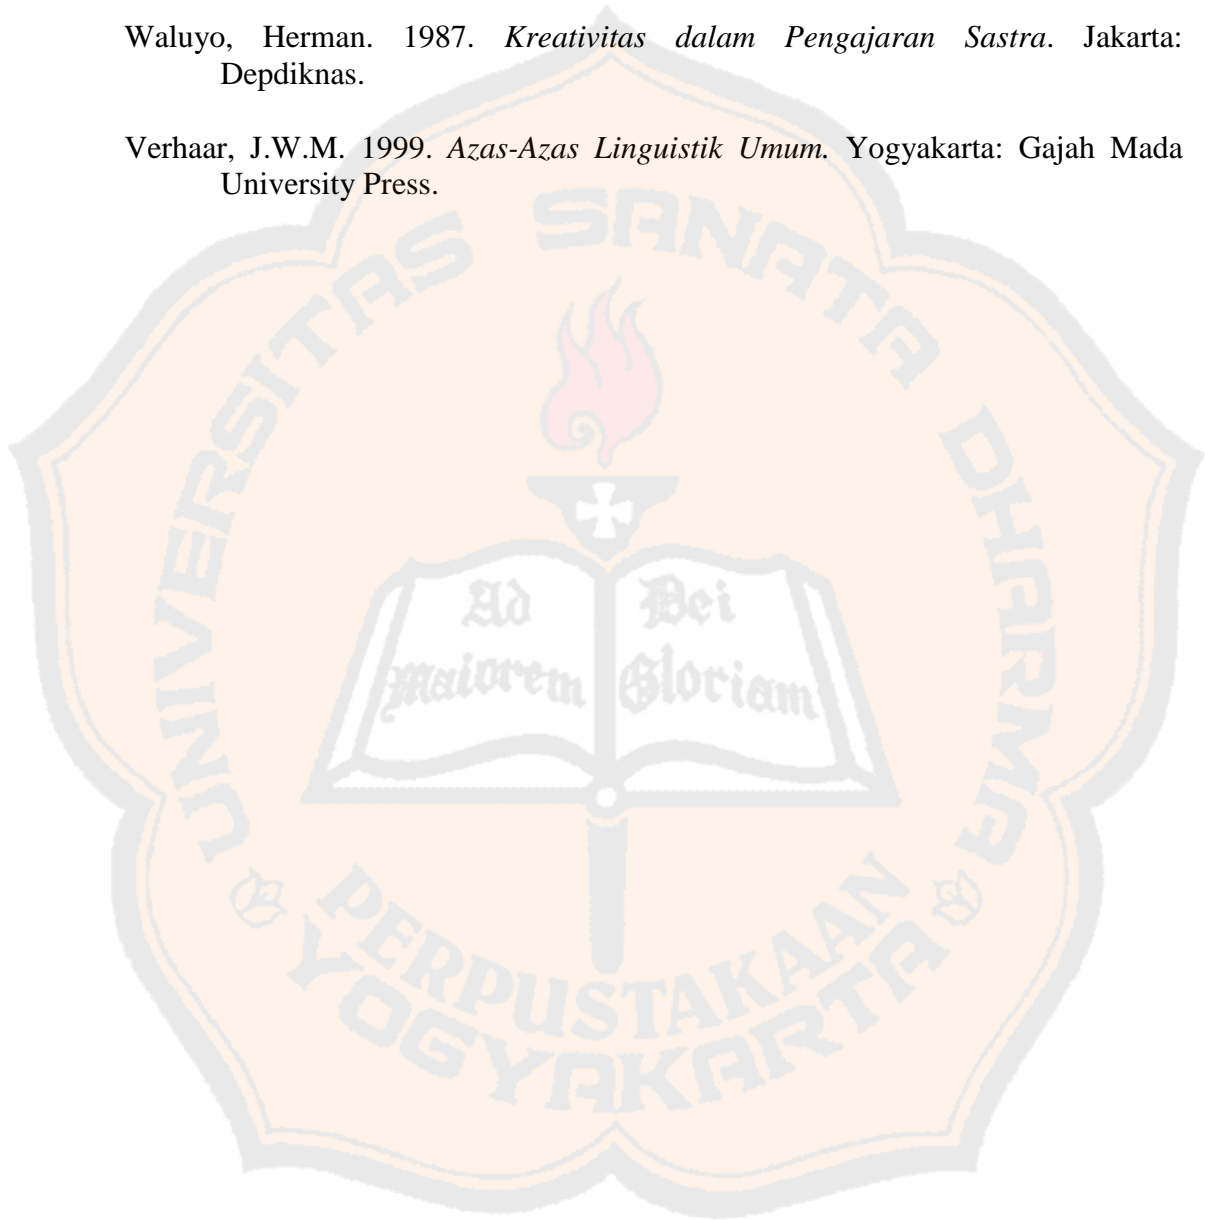 Waluyo, Herman. 1987. Kreativitas dalam Pengajaran Sastra. Jakarta:
Depdiknas.
Verhaar, J.W.M. 1999. Azas-Azas Linguistik Umum. Yogyakarta: Gajah Mada
University Press.
UNIVERSITAS SANATA DHARMA
Ad
Maiorem
Dei
Gloriam
PERPUSTAKAAN
YOGYAKARTA